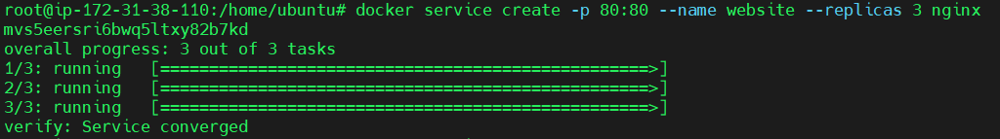 root@ip-172-31-38-110:/home/ubuntu# docker service create -p 80:80 --name website --replicas 3 nginx
mvs5eersri6bwq5ltxy82b7kd
overall progress: 3 out of 3 tasks
1/3: running   [==================================================>]
2/3: running   [==================================================>]
3/3: running   [==================================================>]
verify: Service converged